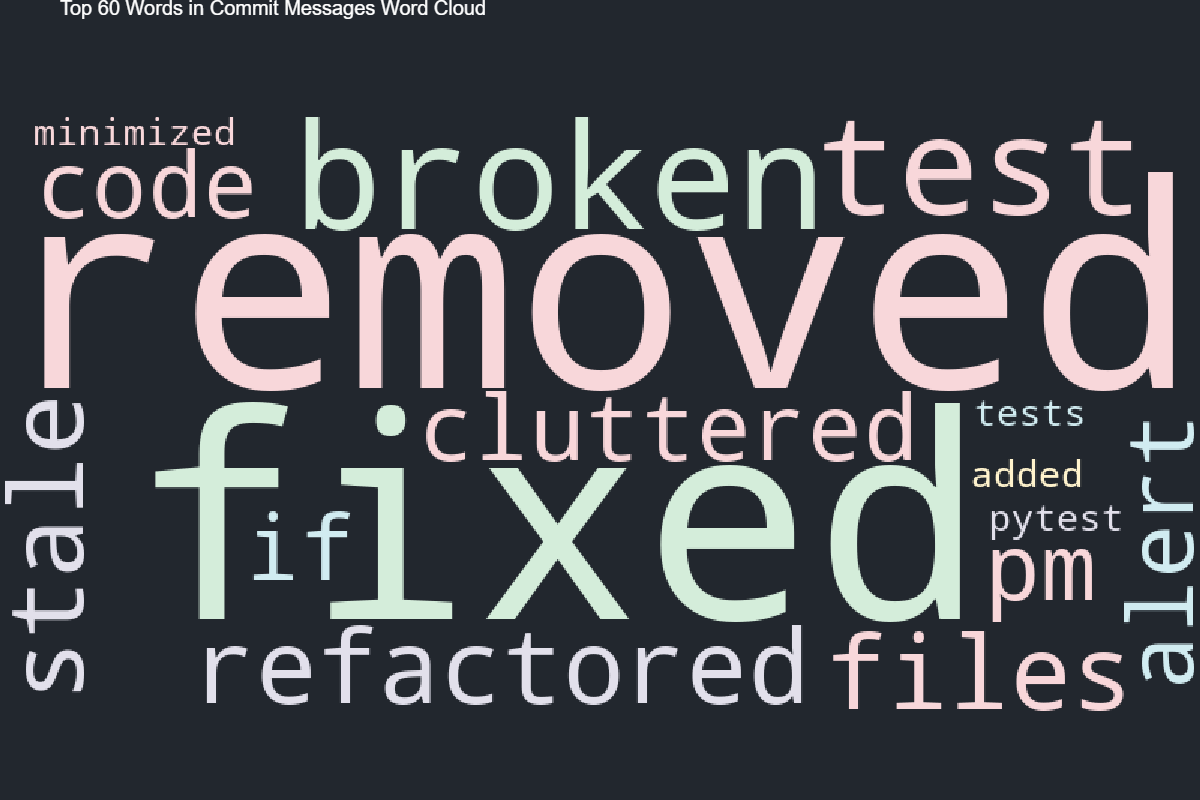 Top 60 Words in Commit Messages Word Cloud
minimized
code
broken
test
removed
stale
fixed
cluttered
if
tests
added
pytest
pm
alert
refactored
files